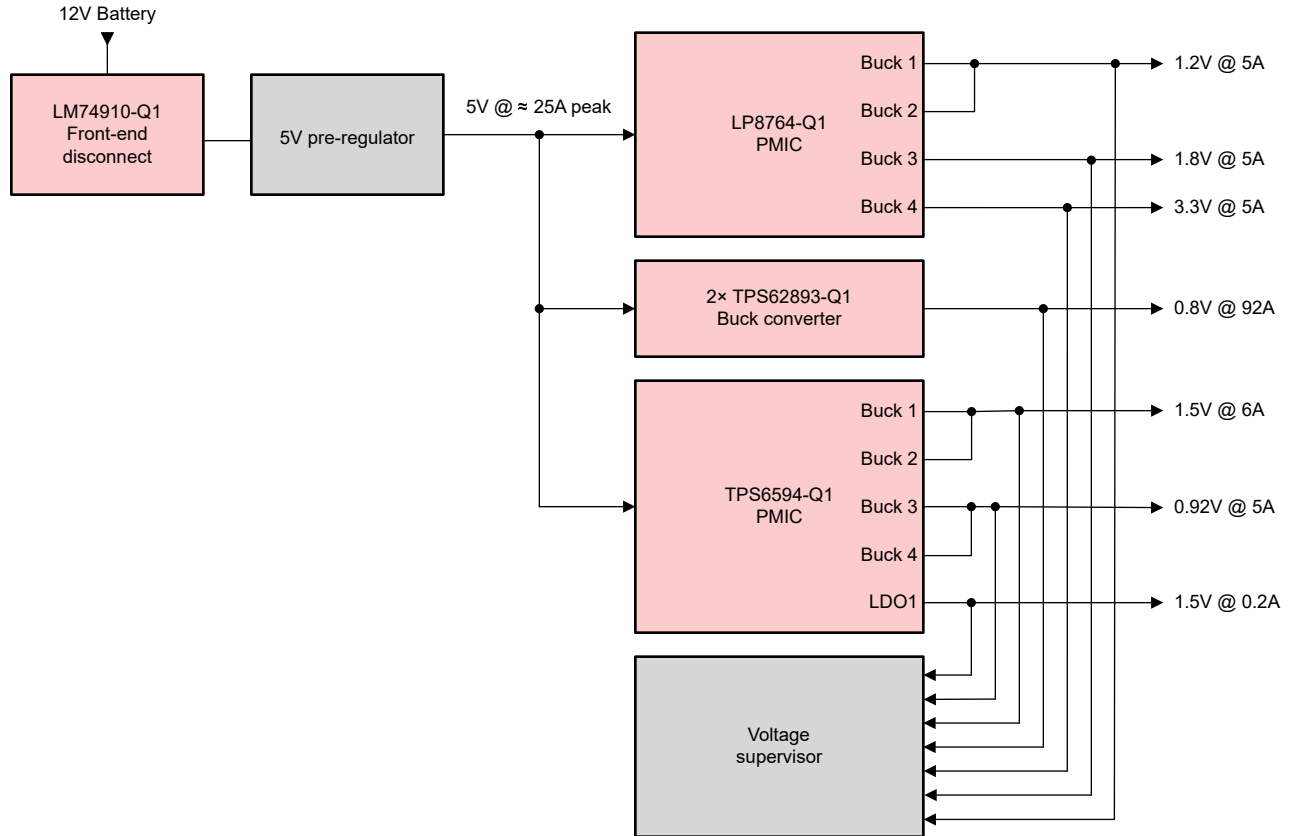 12V Battery
LM74910-Q1
Front-end
disconnect
5V pre-regulator
5V @ ≈ 25A peak
LP8764-Q1
PMIC
Buck 1
Buck 2
Buck 3
Buck 4
1.2V @ 5A
1.8V @ 5A
3.3V @ 5A
2× TPS62893-Q1
Buck converter
0.8V @ 92A
TPS6594-Q1
PMIC
Buck 1
Buck 2
Buck 3
Buck 4
LDO1
1.5V @ 6A
0.92V @ 5A
1.5V @ 0.2A
Voltage
supervisor